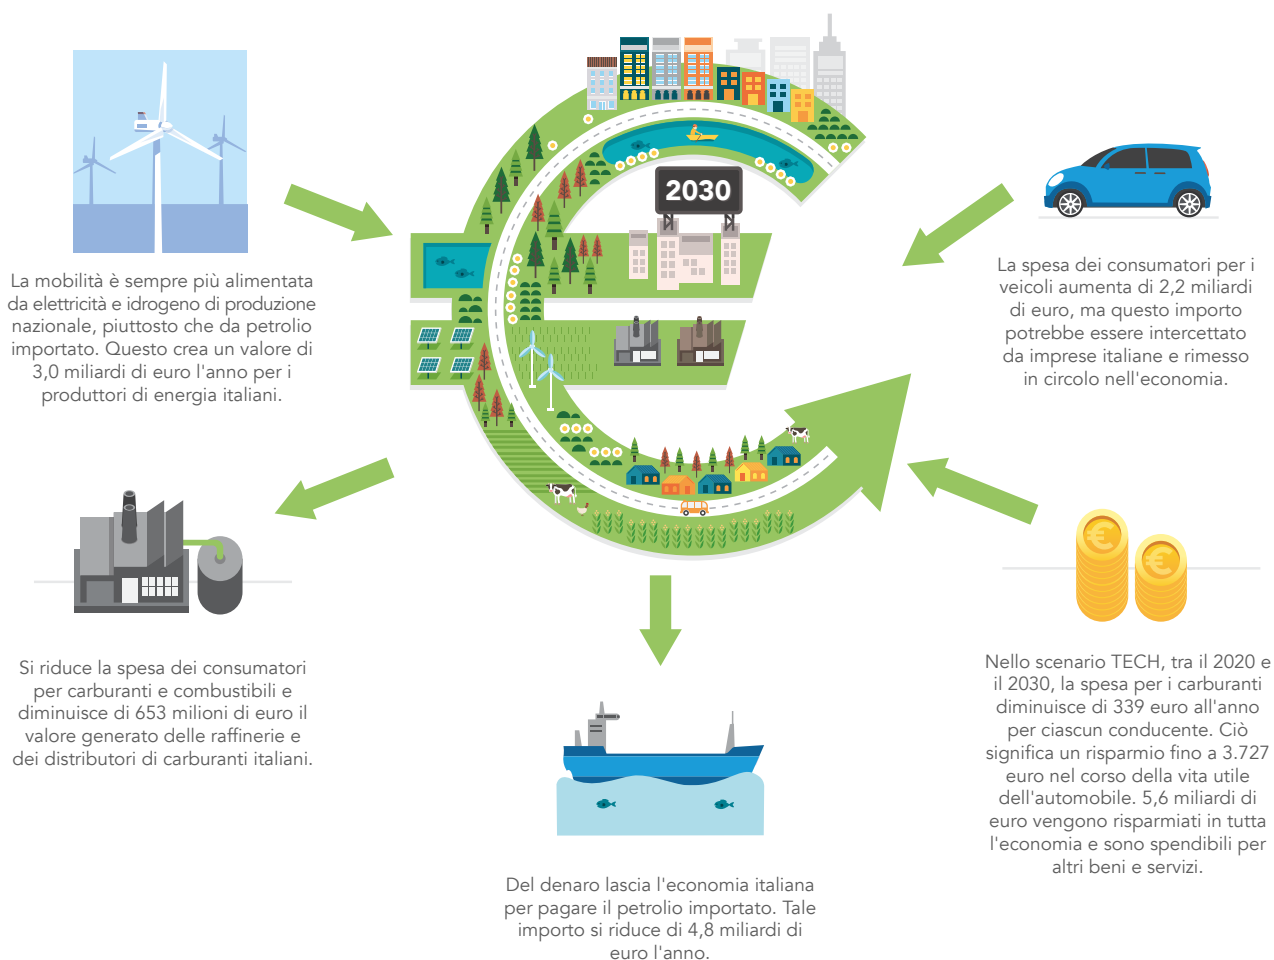 2030
La mobilità è sempre più alimentata
da elettricità e idrogeno di produzione
nazionale, piuttosto che da petrolio
importato. Questo crea un valore di
3,0 miliardi di euro l'anno per i
produttori di energia italiani.
La spesa dei consumatori per i
veicoli aumenta di 2,2 miliardi
di euro, ma questo importo
potrebbe essere intercettato
da imprese italiane e rimesso
in circolo nell'economia.
Si riduce la spesa dei consumatori
per carburanti e combustibili e
diminuisce di 653 milioni di euro il
valore generato delle raffinerie e
dei distributori di carburanti italiani.
€
€
Nello scenario TECH, tra il 2020 e
il 2030, la spesa per i carburanti
diminuisce di 339 euro all'anno
per ciascun conducente. Ciò
significa un risparmio fino a 3.727
euro nel corso della vita utile
dell'automobile. 5,6 miliardi di
euro vengono risparmiati in tutta
l'economia e sono spendibili per
altri beni e servizi.
Del denaro lascia l'economia italiana
per pagare il petrolio importato. Tale
importo si riduce di 4,8 miliardi di
euro l'anno.